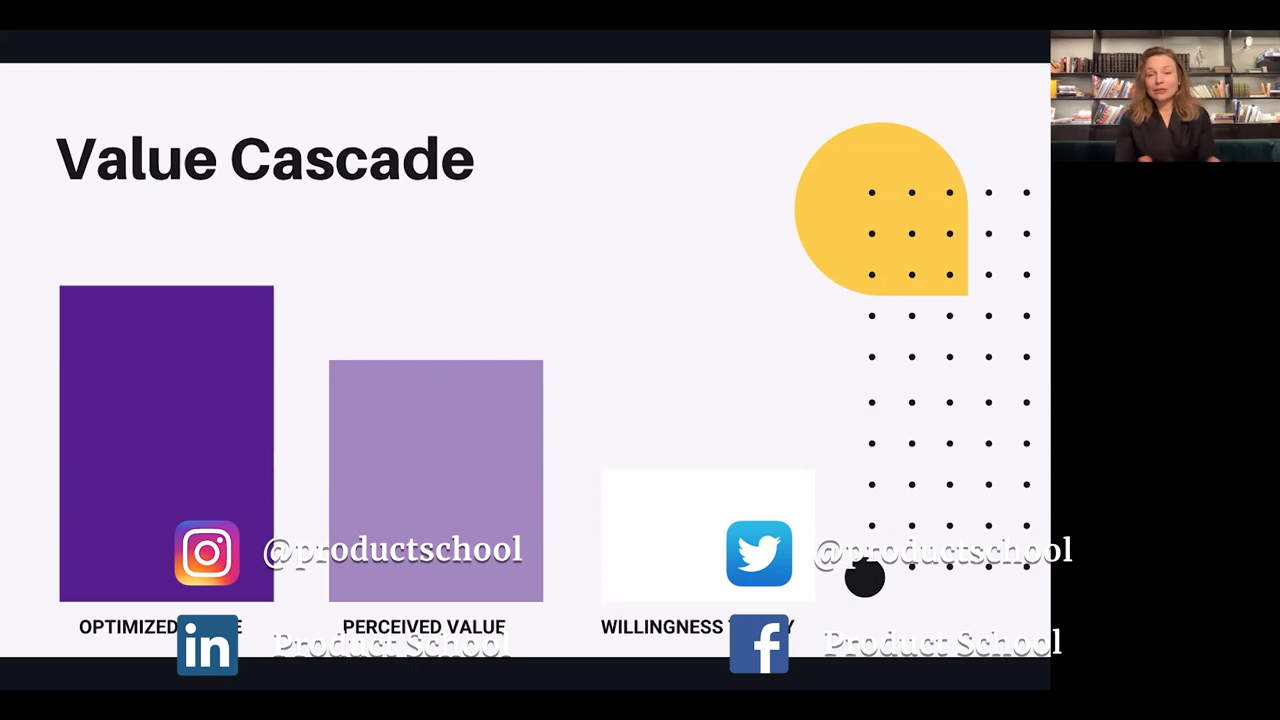 Value Cascade
@productschool
@productschool
OPTIMIZED
PERCEIVED VALUE
WILLINGNESS
Product School
Product School